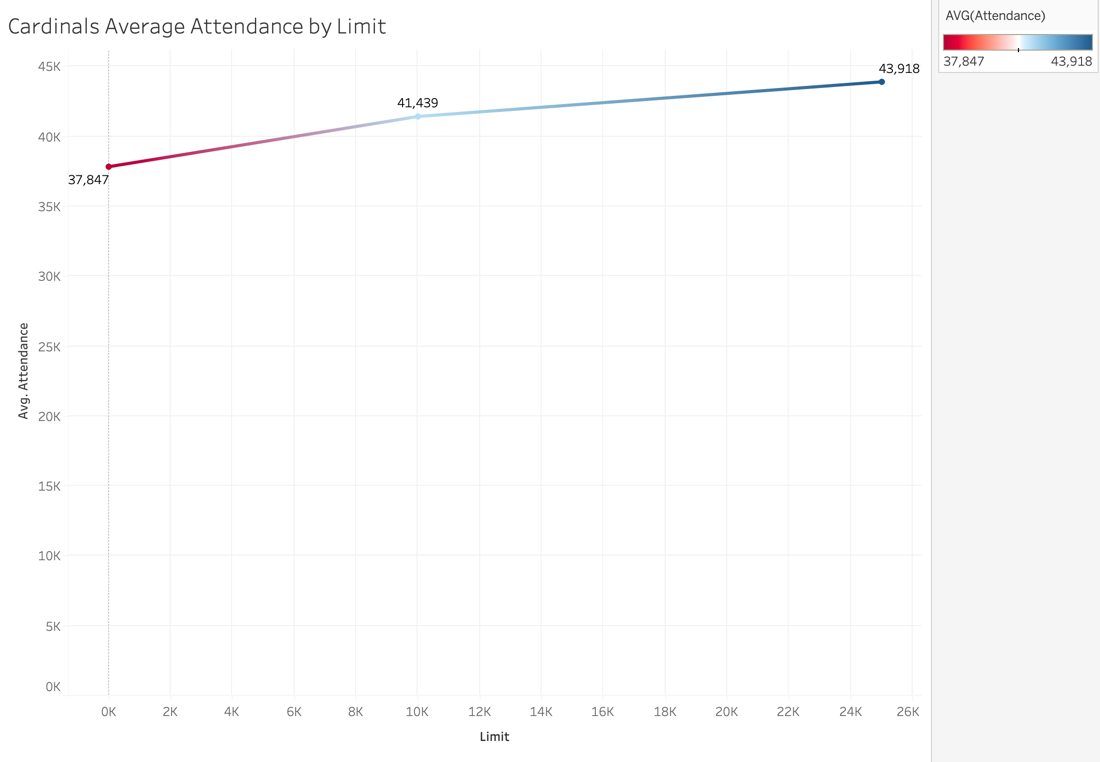 Cardinals Average Attendance by Limit
AVG(Attendance)
37,847 43,918
45K
40K
35K
30K
25K
20K
15K
10K
5K
0K
Avg. Attendance
37,847
41,439
43,918
0K 2K 4K 6K 8K 10K 12K 14K 16K 18K 20K 22K 24K 26K
Limit